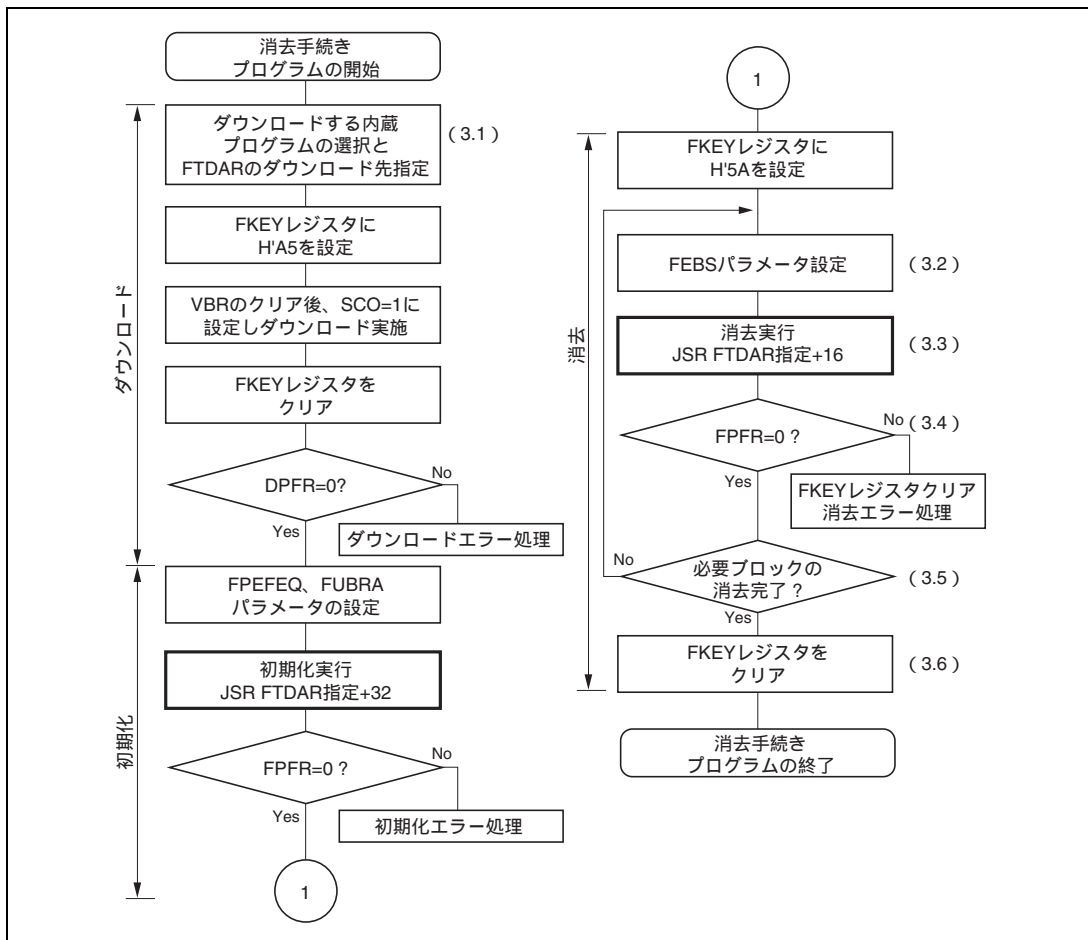 消去手続き
プログラムの開始
ダウンロードする内蔵
プログラムの選択と
FTDARのダウンロード先指定
（3.1）
FKEYレジスタに
H'A5を設定
VBRのクリア後、SCO=1に
設定しダウンロード実施
FKEYレジスタを
クリア
DPFR=0?
No
Yes
ダウンロードエラー処理
ダウンロード
FPEFEQ、FUBRA
パラメータの設定
初期化実行
JSR FTDAR指定+32
FPFR=0？
No
Yes
初期化エラー処理
初期化
1
1
FKEYレジスタに
H'5Aを設定
FEBSパラメータ設定
（3.2）
消去実行
JSR FTDAR指定+16
（3.3）
消去
FPFR=0？
No（3.4）
Yes
FKEYレジスタクリア
消去エラー処理
No
必要ブロックの
消去完了？
（3.5）
Yes
FKEYレジスタを
クリア
（3.6）
消去手続き
プログラムの終了